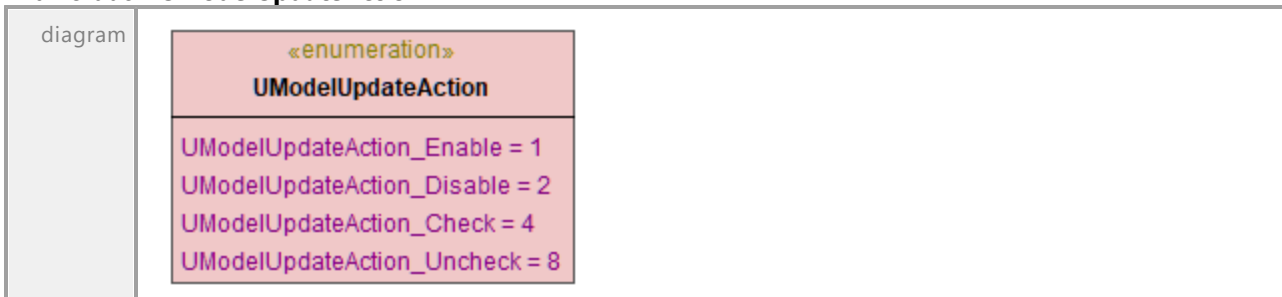 diagram
«enumeration»
UModelUpdateAction
UModelUpdateAction_Enable = 1
UModelUpdateAction_Disable = 2
UModelUpdateAction_Check = 4
UModelUpdateAction_Uncheck = 8